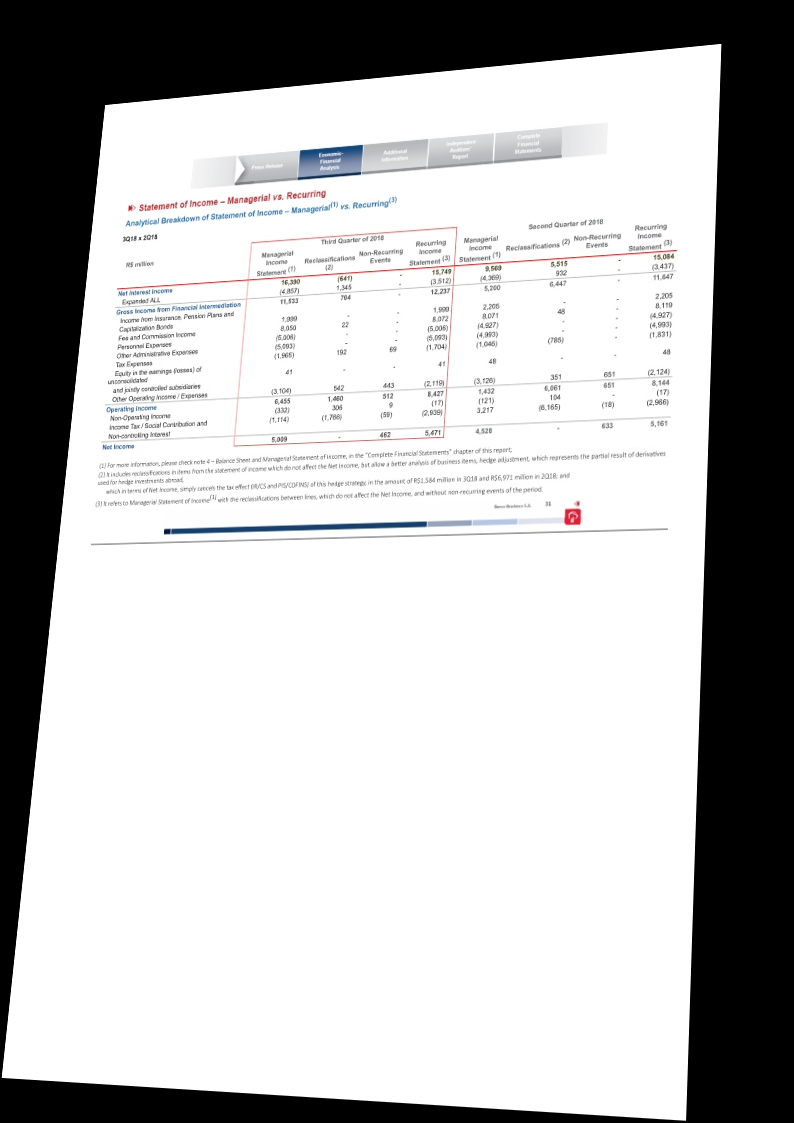 Press Release
Economic-
Financial
Analysis
Additional
Information
Independent
Auditors'
Report
Complete
Financial
Statements
Statement of Income – Managerial vs. Recurring
Analytical Breakdown of Statement of Income – Managerial(1) vs. Recurring(3)
3Q18 x 2Q18
Third Quarter of 2018 Second Quarter of 2018
R$ million Managerial Income Statement (1) Reclassifications (2) Non-Recurring Events Recurring Income Statement (3) Managerial Income Statement (1) Reclassifications (2) Non-Recurring Events Recurring Income Statement (3)
Net Interest Income 16,390 (641) - 15,749 9,569 5,515 - 15,084
Expanded ALL (4,857) 1,345 - (3,512) (4,369) 932 - (3,437)
Gross Income from Financial Intermediation 11,533 704 - 12,237 5,200 6,447 - 11,647
Income from Insurance, Pension Plans and
Capitalization Bonds 1,999 - - 1,999 2,205 - - 2,205
Fee and Commission Income 8,050 22 - 8,072 8,071 48 - 8,119
Personnel Expenses (5,006) - - (5,006) (4,927) - - (4,927)
Other Administrative Expenses (5,093) - - (5,093) (4,993) - - (4,993)
Tax Expenses (1,965) 192 69 (1,704) (1,046) (785) - (1,831)
Equity in the earnings (losses) of
unconsolidated
and jointly controlled subsidiaries 41 - - 41 48 - - 48
Other Operating Income / Expenses (3,104) 542 443 (2,119) (3,126) 351 651 (2,124)
Operating Income 6,455 1,460 512 8,427 1,432 6,061 651 8,144
Non-Operating Income (332) 306 9 (17) (121) 104 - (17)
Income Tax / Social Contribution and
Non-controlling Interest (1,114) (1,766) (59) (2,939) 3,217 (6,165) (18) (2,966)
Net Income 5,009 - 462 5,471 4,528 - 633 5,161
(1) For more information, please check note 4 – Balance Sheet and Managerial Statement of Income, in the "Complete Financial Statements" chapter of this report;
(2) It includes reclassifications in items from the statement of income which do not affect the Net Income, but allow a better analysis of business items, hedge adjustment, which represents the partial result of derivatives
used for hedge investments abroad,
which in terms of Net Income, simply cancels the tax effect (IR/CS and PIS/COFINS) of this hedge strategy, in the amount of R$1,584 million in 3Q18 and R$6,971 million in 2Q18; and
(3) It refers to Managerial Statement of Income(1) with the reclassifications between lines, which do not affect the Net Income, and without non-recurring events of the period.
Banco Bradesco S.A. 31